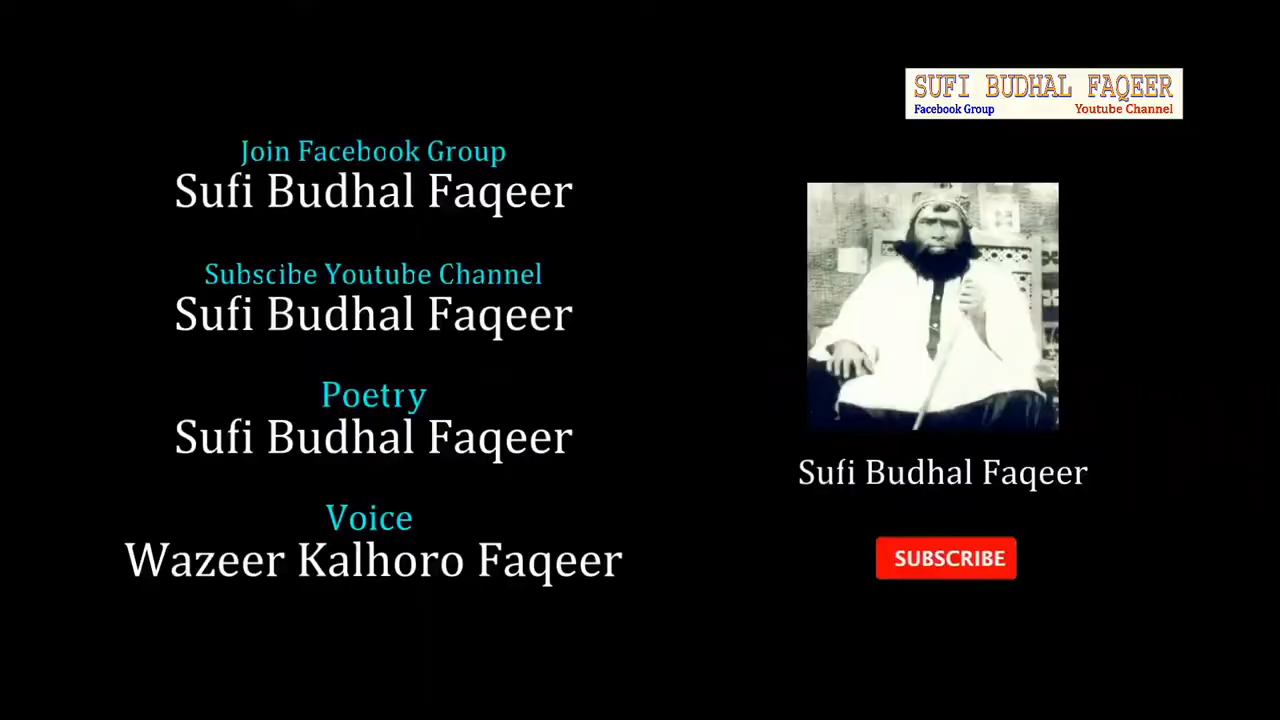 SUFI BUDHAL FAQEER
Facebook Group Youtube Channel
Join Facebook Group
Sufi Budhal Faqeer
Subscibe Youtube Channel
Sufi Budhal Faqeer
Poetry
Sufi Budhal Faqeer
Voice
Wazeer Kalhoro Faqeer
Sufi Budhal Faqeer
SUBSCRIBE